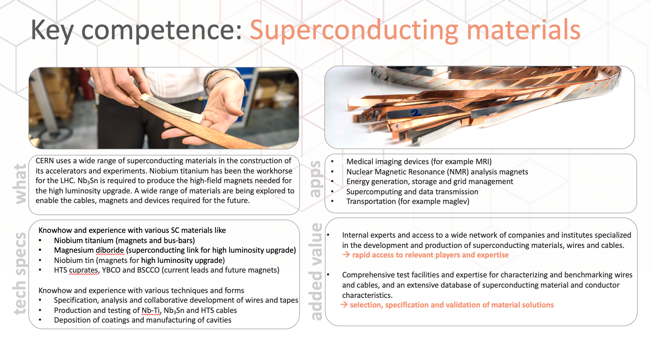 Key competence: Superconducting materials
what
CERN uses a wide range of superconducting materials in the construction of
its accelerators and experiments. Niobium titanium has been the workhorse
for the LHC. Nb₃Sn is required to produce the high-field magnets needed for
the high luminosity upgrade. A wide range of materials are being explored to
enable the cables, magnets and devices required for the future.
apps
• Medical imaging devices (for example MRI)
• Nuclear Magnetic Resonance (NMR) analysis magnets
• Energy generation, storage and grid management
• Supercomputing and data transmission
• Transportation (for example maglev)
tech specs
Knowhow and experience with various SC materials like
• Niobium titanium (magnets and bus-bars)
• Magnesium diboride (superconducting link for high luminosity upgrade)
• Niobium tin (magnets for high luminosity upgrade)
• HTS cuprates, YBCO and BSCCO (current leads and future magnets)
Knowhow and experience with various techniques and forms
• Specification, analysis and collaborative development of wires and tapes
• Production and testing of Nb-Ti, Nb₃Sn and HTS cables
• Deposition of coatings and manufacturing of cavities
added value
• Internal experts and access to a wide network of companies and institutes specialized
in the development and production of superconducting materials, wires and cables.
→ rapid access to relevant players and expertise
• Comprehensive test facilities and expertise for characterizing and benchmarking wires
and cables, and an extensive database of superconducting material and conductor
characteristics.
→ selection, specification and validation of material solutions